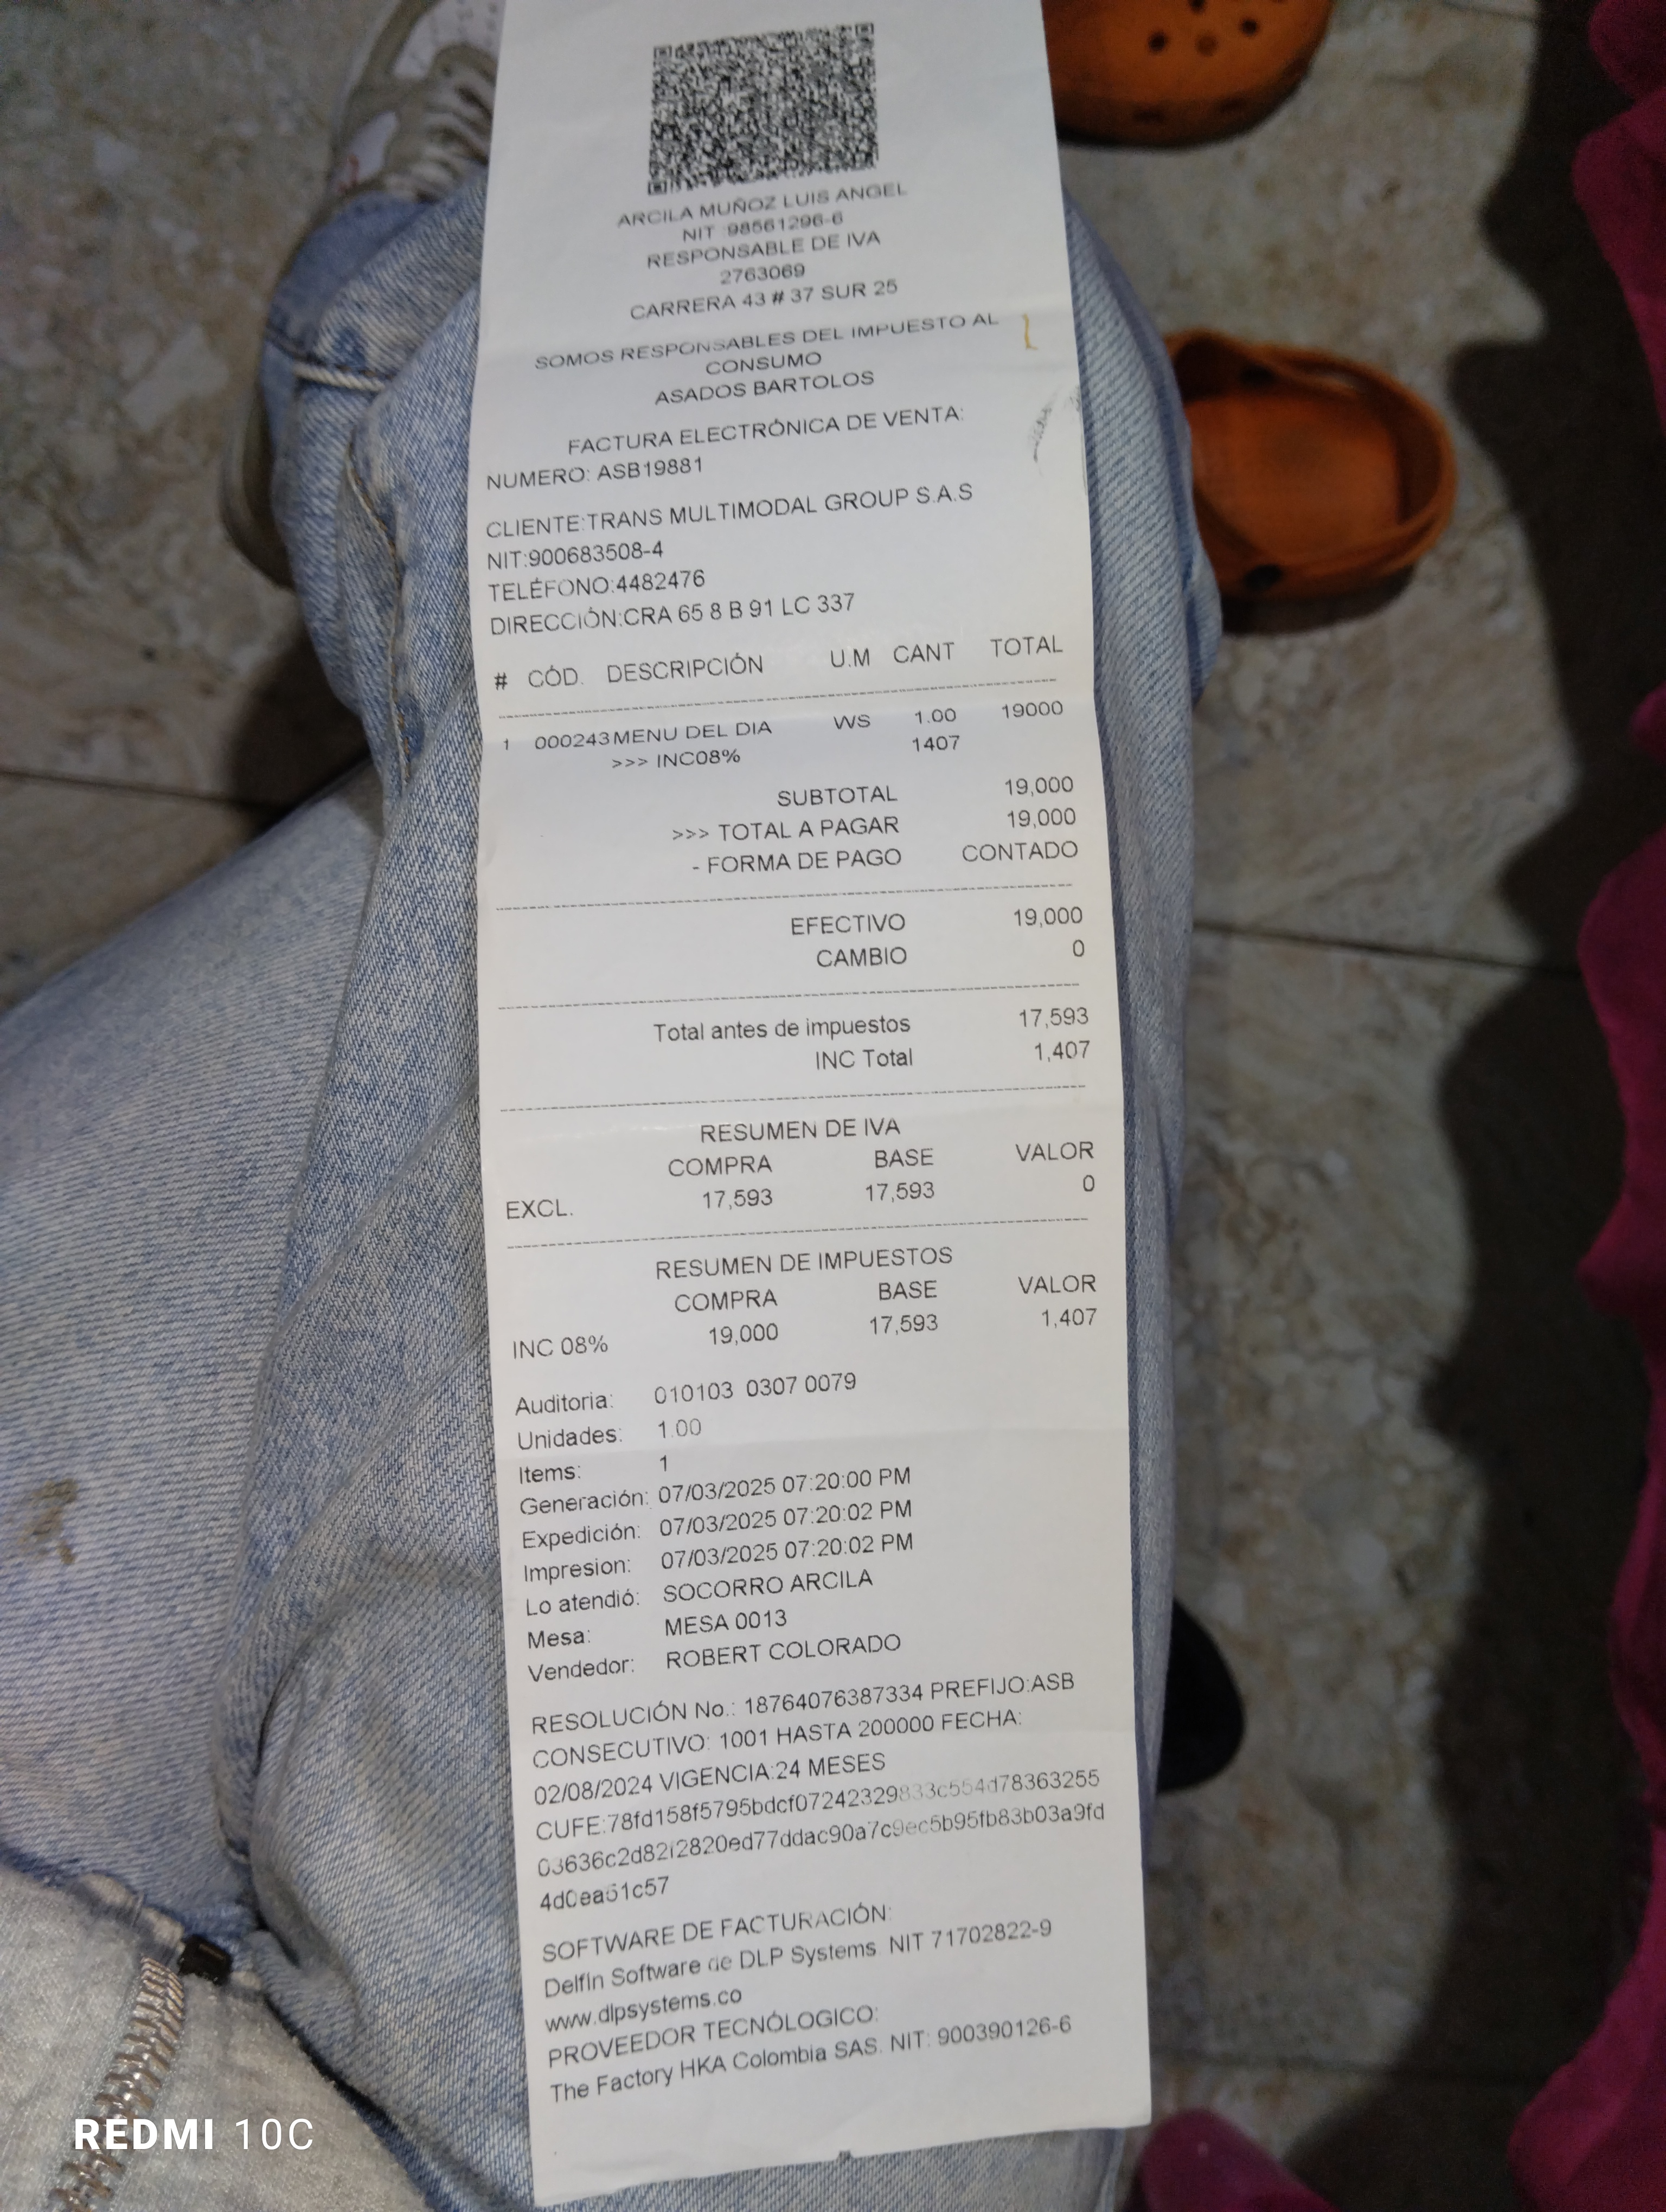 ARCILA MUÑOZ LUIS ANGEL
NIT :98561296-6
RESPONSABLE DE IVA
2763069
CARRERA 43 # 37 SUR 25
SOMOS RESPONSABLES DEL IMPUESTO AL
CONSUMO
ASADOS BARTOLOS
FACTURA ELECTRÓNICA DE VENTA:
NUMERO: ASB19881
CLIENTE:TRANS MULTIMODAL GROUP S.A.S
NIT:900683508-4
TELÉFONO:4482476
DIRECCIÓN:CRA 65 8 B 91 LC 337
# CÓD. DESCRIPCIÓN U.M CANT TOTAL
1 000243 MENU DEL DIA WS 1.00 19000
>>> INC08% 1407
SUBTOTAL 19,000
>>> TOTAL A PAGAR 19,000
- FORMA DE PAGO CONTADO
EFECTIVO 19,000
CAMBIO 0
Total antes de impuestos 17,593
INC Total 1,407
RESUMEN DE IVA
COMPRA BASE VALOR
EXCL. 17,593 17,593 0
RESUMEN DE IMPUESTOS
COMPRA BASE VALOR
INC 08% 19,000 17,593 1,407
Auditoria: 010103 0307 0079
Unidades: 1.00
Items: 1
Generación: 07/03/2025 07:20:00 PM
Expedición: 07/03/2025 07:20:02 PM
Impresion: 07/03/2025 07:20:02 PM
Lo atendió: SOCORRO ARCILA
Mesa: MESA 0013
Vendedor: ROBERT COLORADO
RESOLUCIÓN No.: 18764076387334 PREFIJO:ASB
CONSECUTIVO: 1001 HASTA 200000 FECHA:
02/08/2024 VIGENCIA:24 MESES
CUFE:
SOFTWARE DE FACTURACIÓN:
Delfin Software de DLP Systems NIT 71702822-9
www.dlpsystems.co
PROVEEDOR TECNÓLOGICO:
The Factory HKA Colombia SAS. NIT: 900390126-6
REDMI 10C